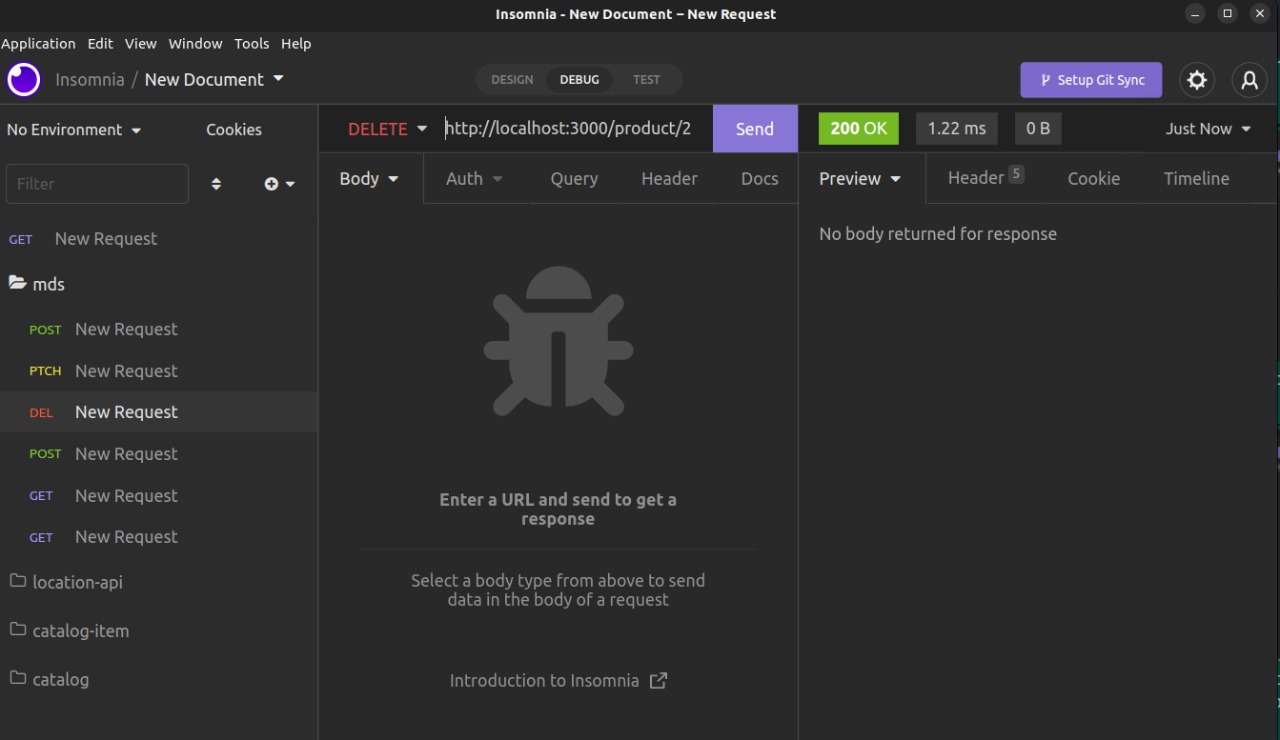 Insomnia - New Document – New Request
Application Edit View Window Tools Help
Insomnia / New Document DESIGN DEBUG TEST Setup Git Sync
No Environment Cookies DELETE http://localhost:3000/product/2 Send 200 OK 1.22 ms 0 B Just Now
Filter Body Auth Query Header Docs Preview Header 5 Cookie Timeline
GET New Request
mds
POST New Request
PTCH New Request
DEL New Request
POST New Request
GET New Request
GET New Request
location-api
catalog-item
catalog
Enter a URL and send to get a
response
Select a body type from above to send
data in the body of a request
Introduction to Insomnia
No body returned for response